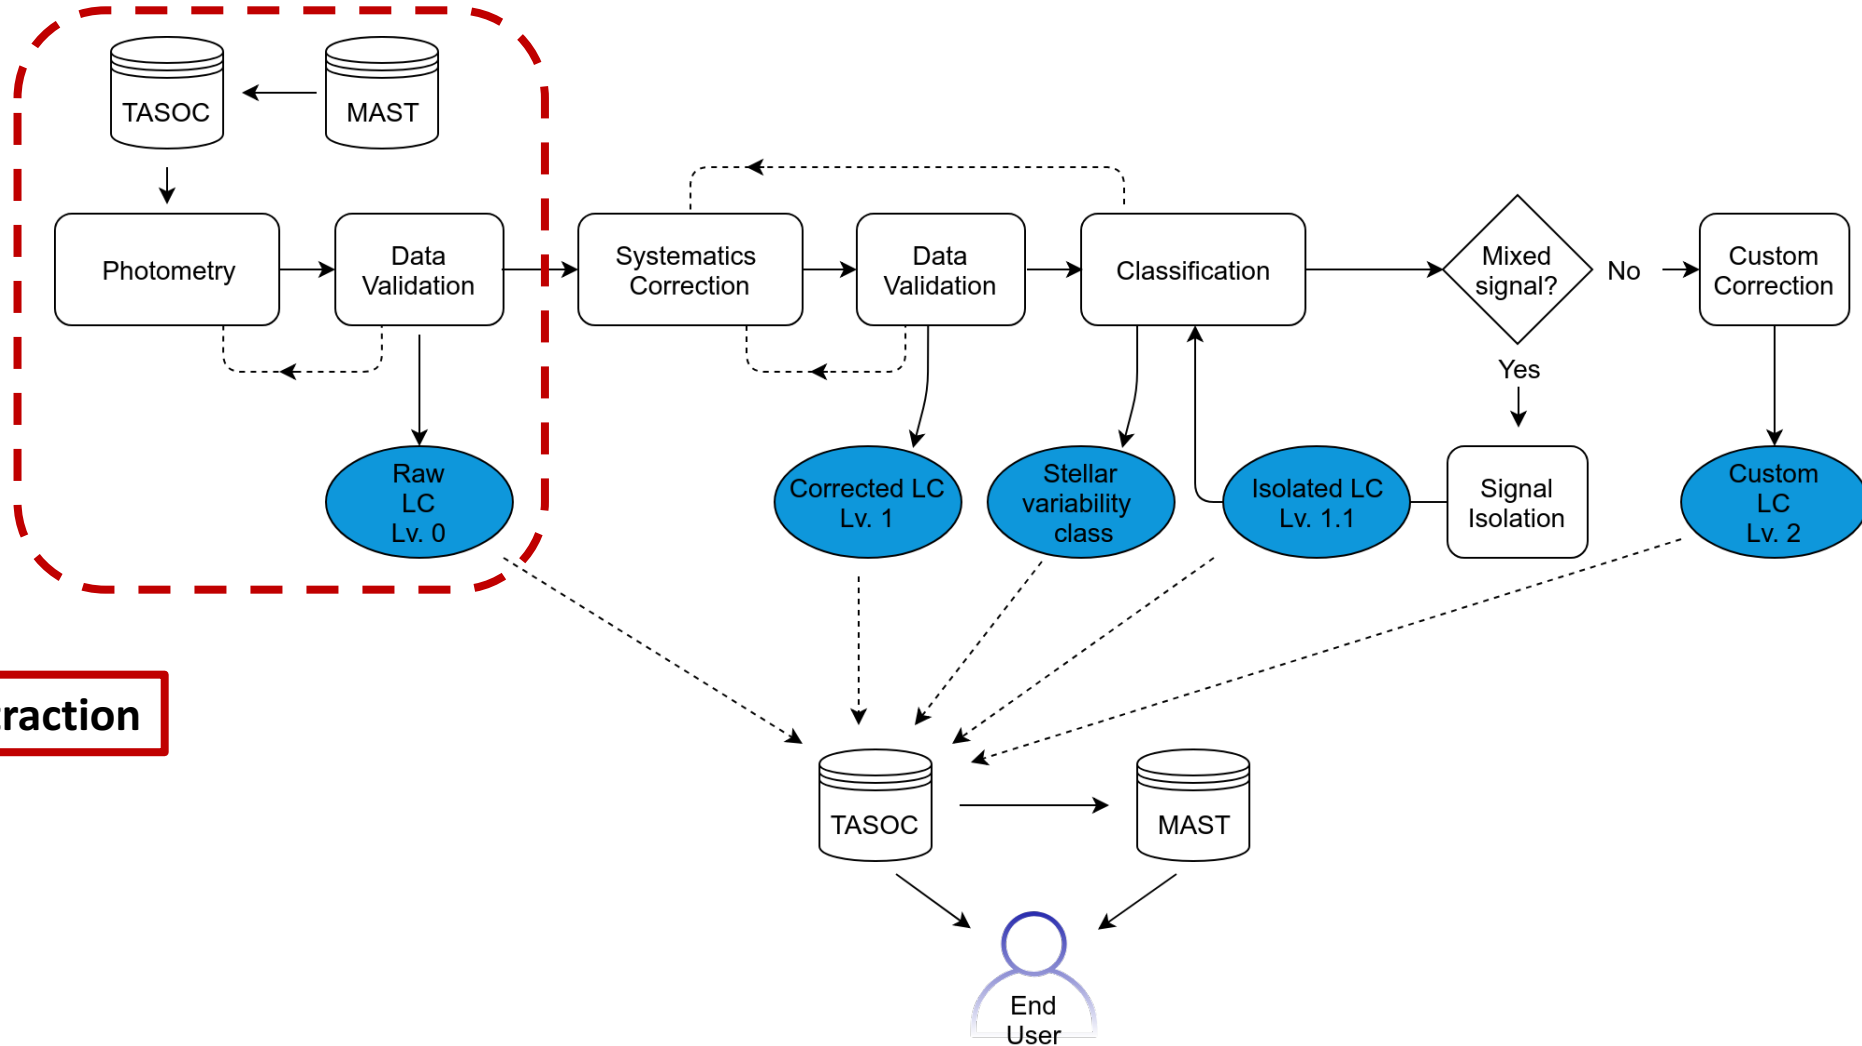 TASOC
MAST
Photometry
Data
Validation
Systematics
Correction
Data
Validation
Classification
Mixed
signal?
No
Custom
Correction
Yes
Raw
LC
Lv. 0
Corrected LC
Lv. 1
Stellar
variability
class
Isolated LC
Lv. 1.1
Signal
Isolation
Custom
LC
Lv. 2
traction
TASOC
MAST
End
User